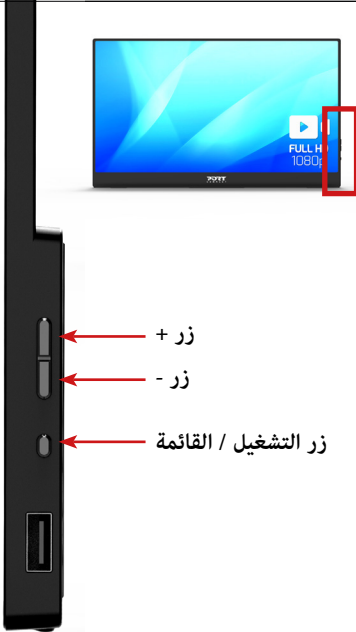 FULL HD
1080p
PORT
زر +
زر -
زر التشغيل / القائمة